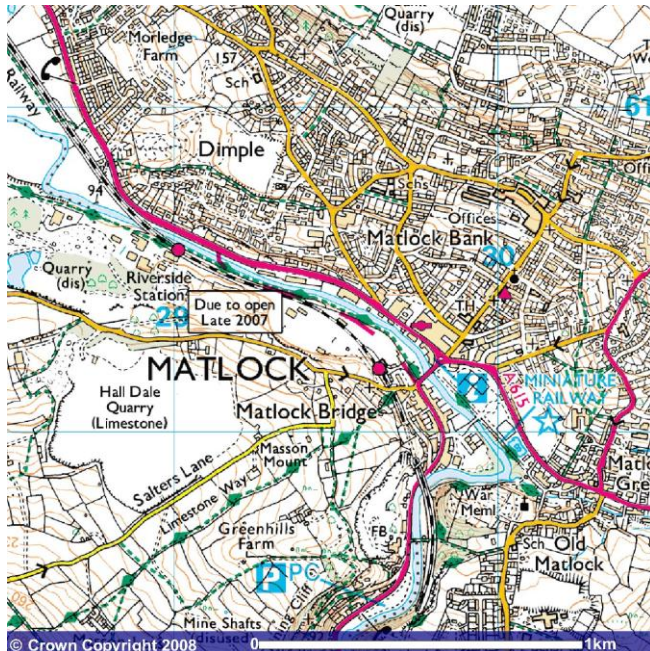 Morledge
Farm
157
Sch
Quarry
(dis)
61
Railway
Dimple
94
Schs
Offices
Matlock Bank
30
Quarry
(dis)
Riverside
Station
29
Due to open
Late 2007
TH
MATLOCK
A615
MINIATURE
RAILWAY
Hall Dale
Quarry
(Limestone)
Matlock Bridge
Masson
Mount
Salters Lane
Limestone Way
War
Meml
Greenhills
Farm
FB
Sch
Old
Matlock
P
PC
Mine Shafts
(disused)
© Crown Copyright 2008
0
1km